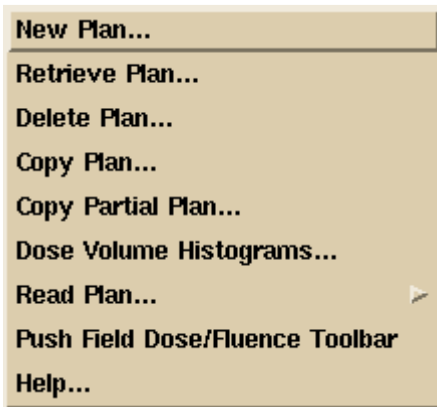 New Plan...
Retrieve Plan...
Delete Plan...
Copy Plan...
Copy Partial Plan...
Dose Volume Histograms...
Read Plan...
Push Field Dose/Fluence Toolbar
Help...